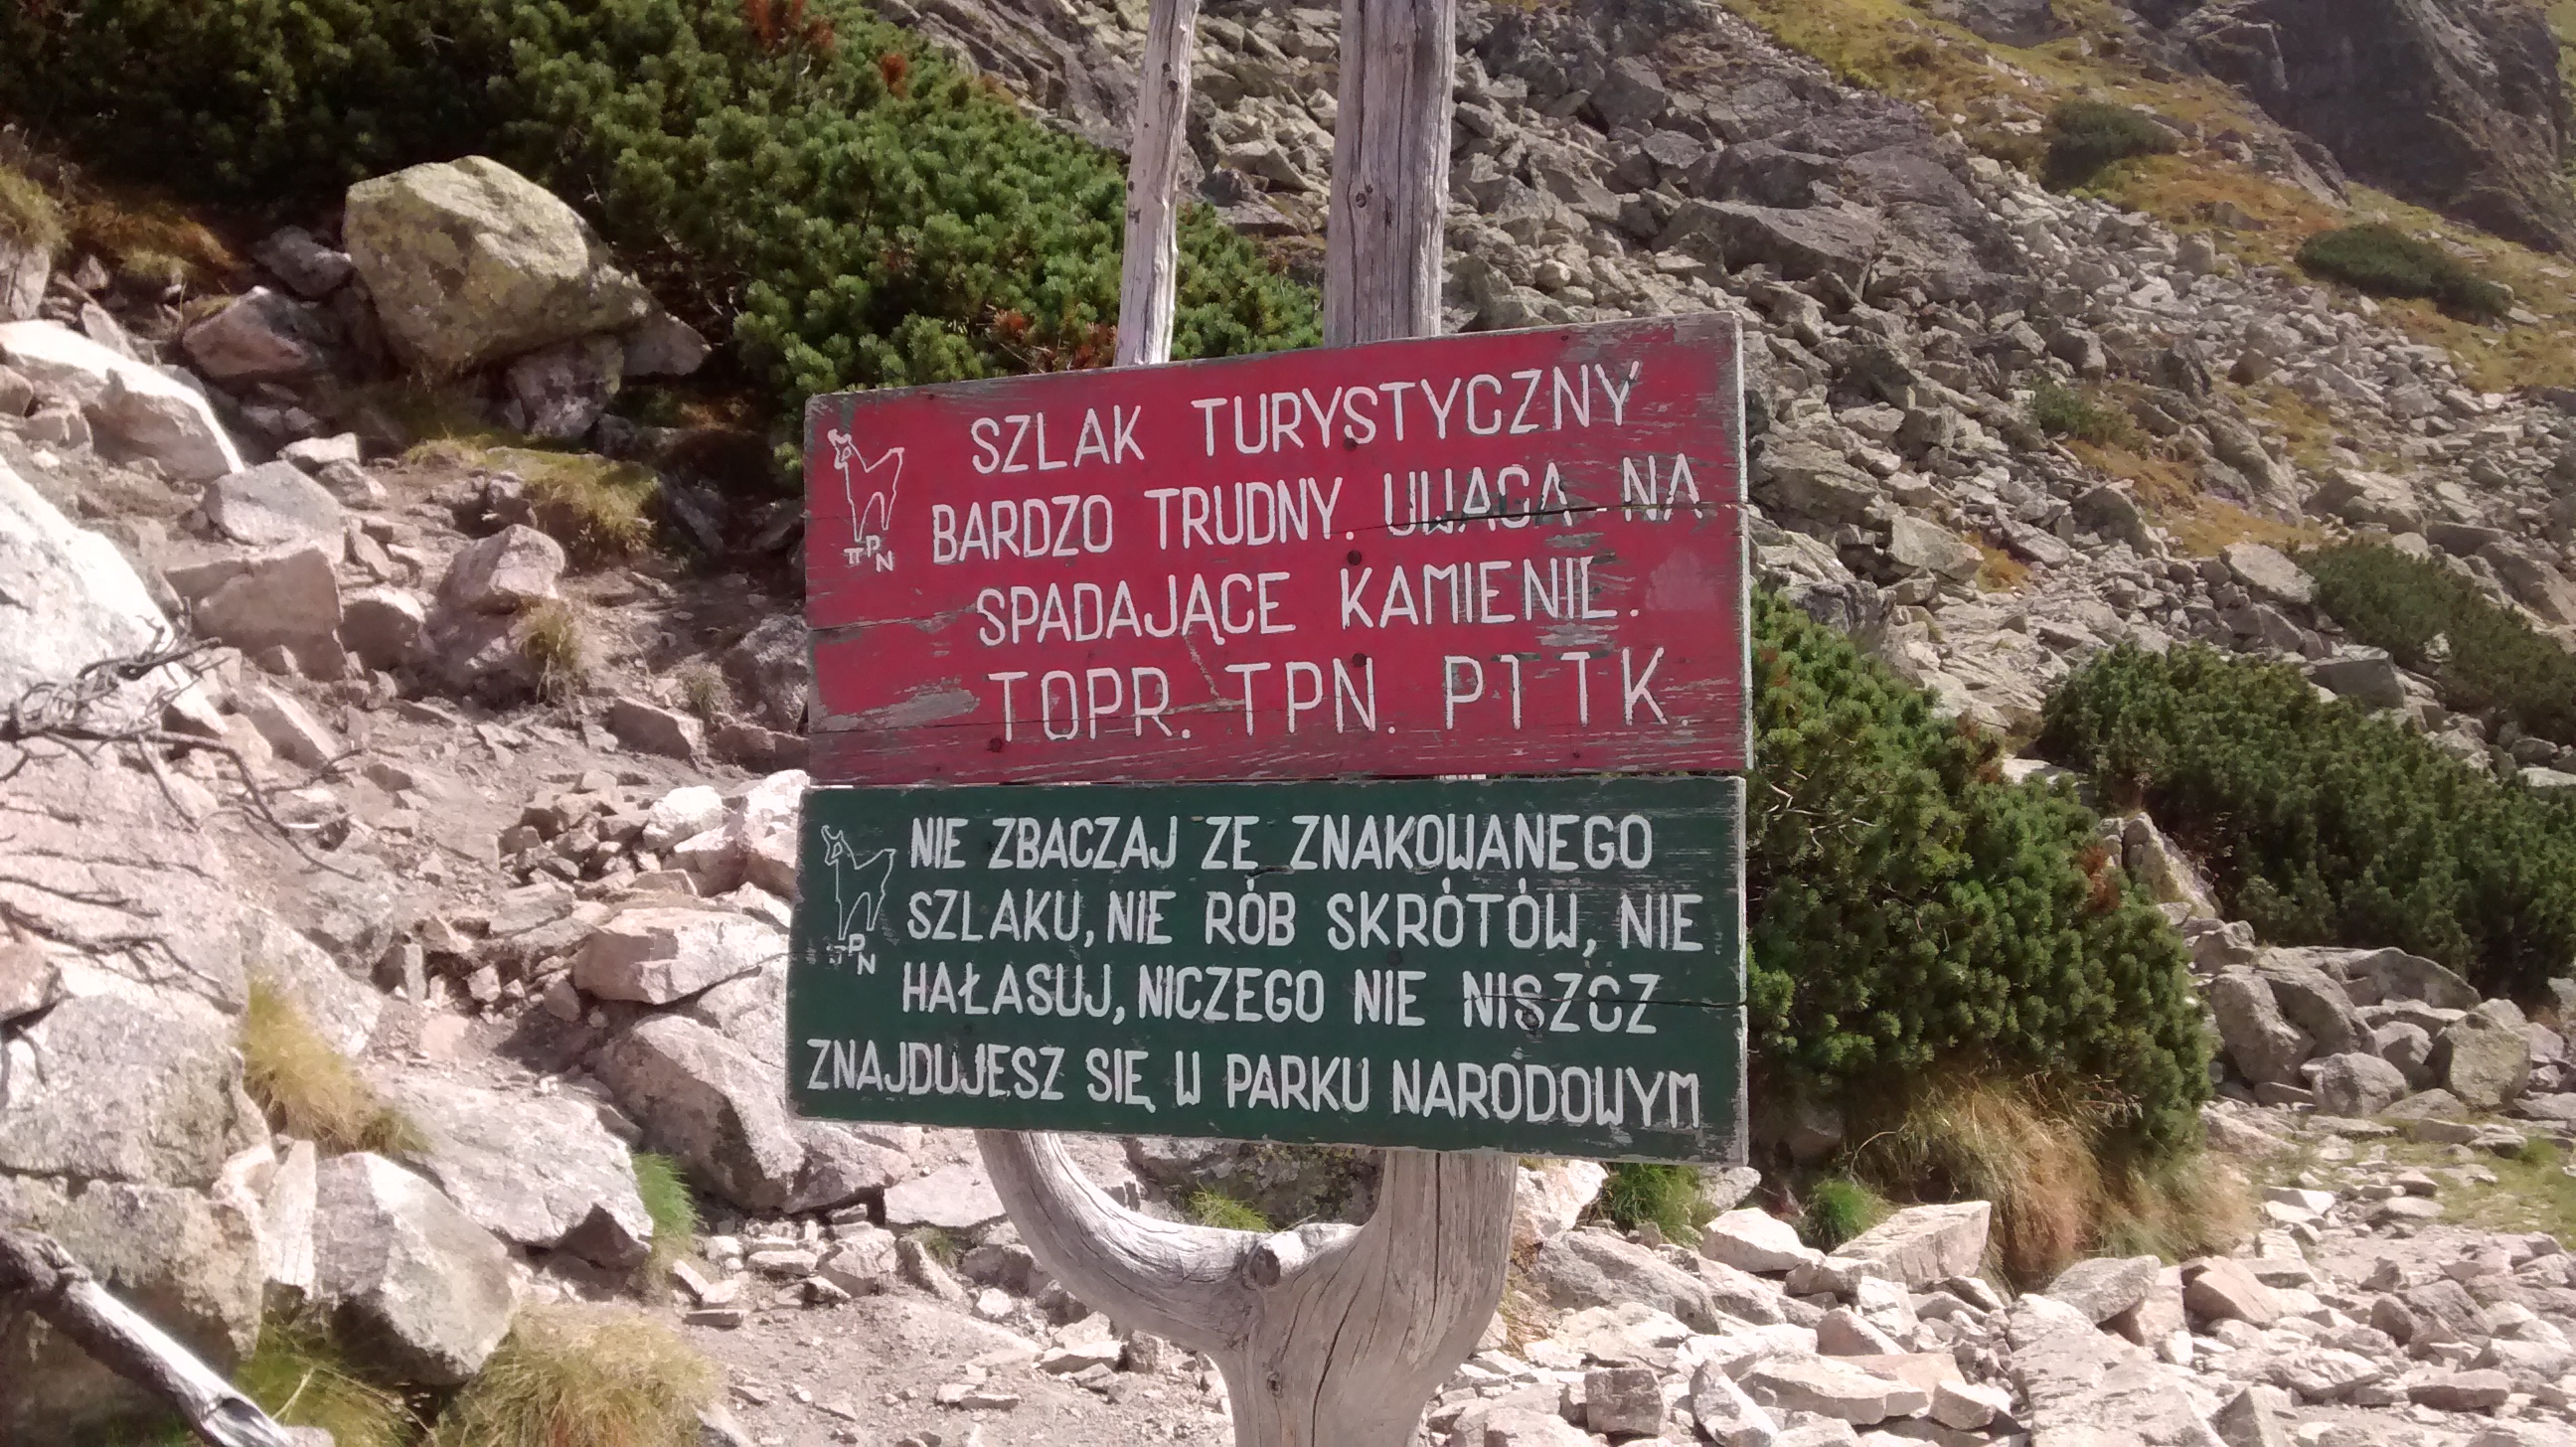 SZLAK TURYSTYCZNY
BARDZO TRUDNY. UWAGA NA
SPADAJĄCE KAMIENIE.
TOPR. TPN. PTTK.
TPN
NIE ZBACZAJ ZE ZNAKOWANEGO
SZLAKU, NIE RÓB SKRÓTÓW, NIE
HAŁASUJ, NICZEGO NIE NISZCZ
ZNAJDUJESZ SIĘ W PARKU NARODOWYM
TPN